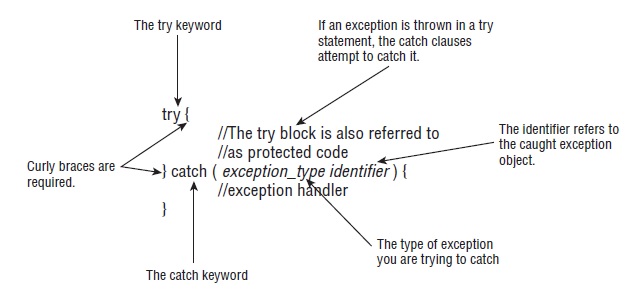 The try keyword
If an exception is thrown in a try
statement, the catch clauses
attempt to catch it.
try {
//The try block is also referred to
//as protected code
} catch ( exception_type identifier ) {
//exception handler
}
Curly braces are
required.
The identifier refers to
the caught exception
object.
The type of exception
you are trying to catch
The catch keyword